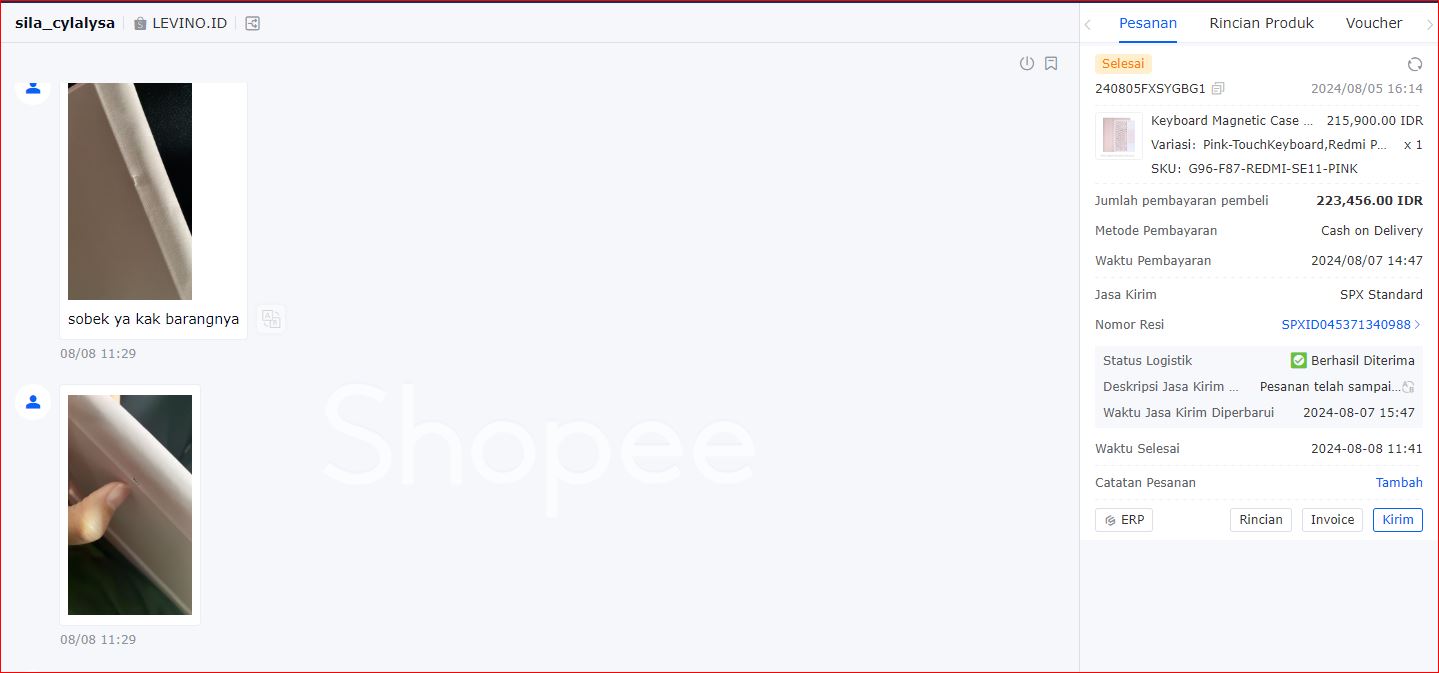 sila_cylalysa LEVINO.ID
Pesanan Rincian Produk Voucher
sobek ya kak barangnya
08/08 11:29
08/08 11:29
Shopee
Selesai
240805FXSYGBG1 2024/08/05 16:14
Keyboard Magnetic Case ... 215,900.00 IDR
Variasi: Pink-TouchKeyboard,Redmi P... x 1
SKU: G96-F87-REDMI-SE11-PINK
Jumlah pembayaran pembeli 223,456.00 IDR
Metode Pembayaran Cash on Delivery
Waktu Pembayaran 2024/08/07 14:47
Jasa Kirim SPX Standard
Nomor Resi SPXID045371340988
Status Logistik Berhasil Diterima
Deskripsi Jasa Kirim ... Pesanan telah sampai...
Waktu Jasa Kirim Diperbarui 2024-08-07 15:47
Waktu Selesai 2024-08-08 11:41
Catatan Pesanan Tambah
ERP Rincian Invoice Kirim